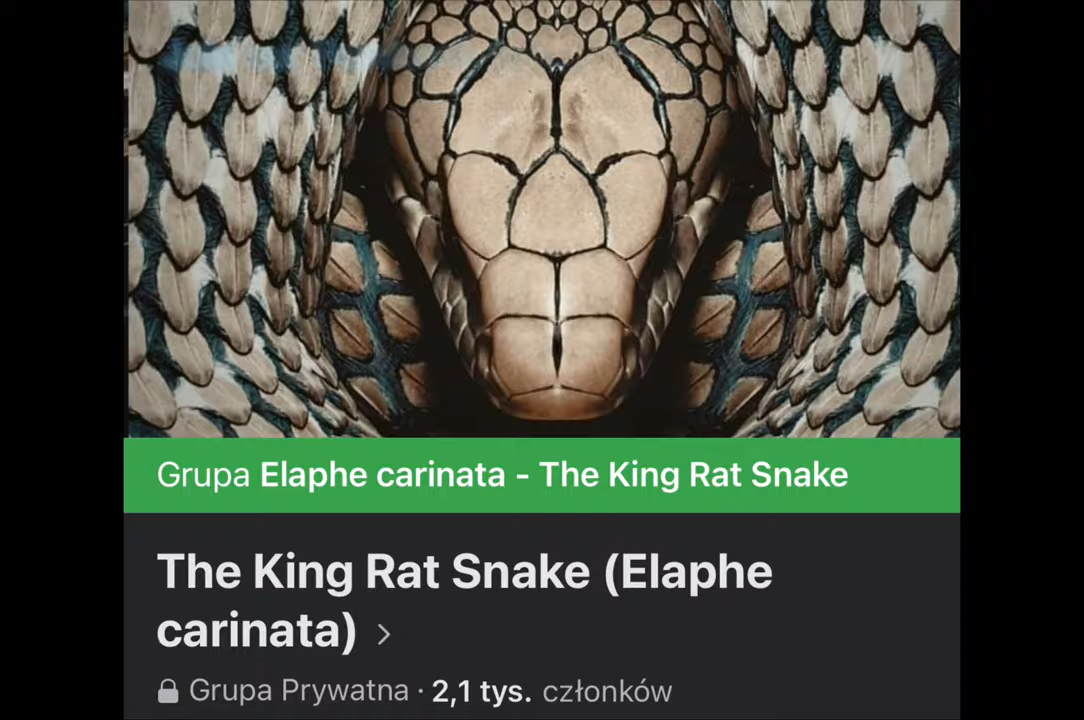 Grupa Elaphe carinata - The King Rat Snake
The King Rat Snake (Elaphe
carinata) >
Grupa Prywatna · 2,1 tys. członków